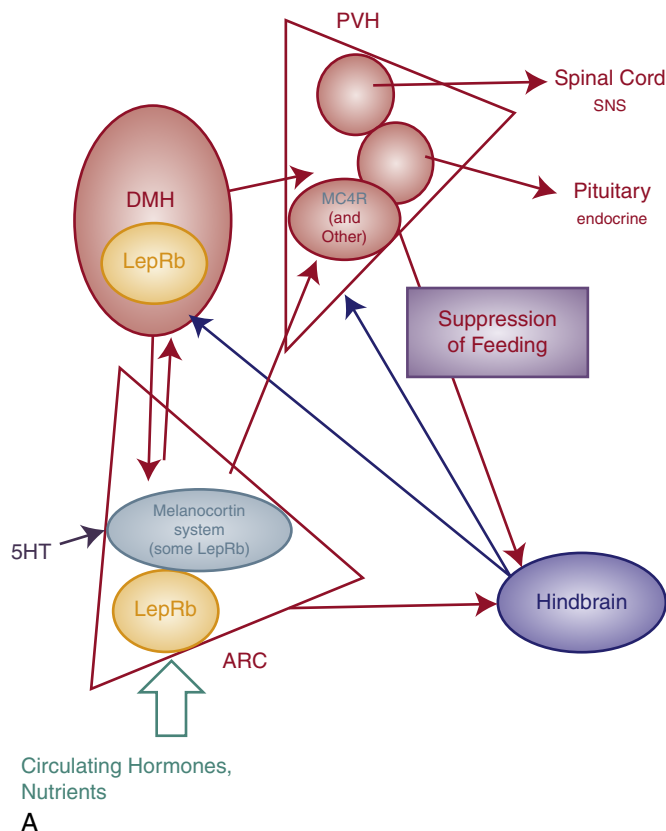 PVH
Spinal Cord
SNS
DMH
MC4R
(and
Other)
Pituitary
endocrine
LepRb
Suppression
of Feeding
Melanocortin
system
(some LepRb)
5HT
LepRb
Hindbrain
ARC
Circulating Hormones,
Nutrients
A